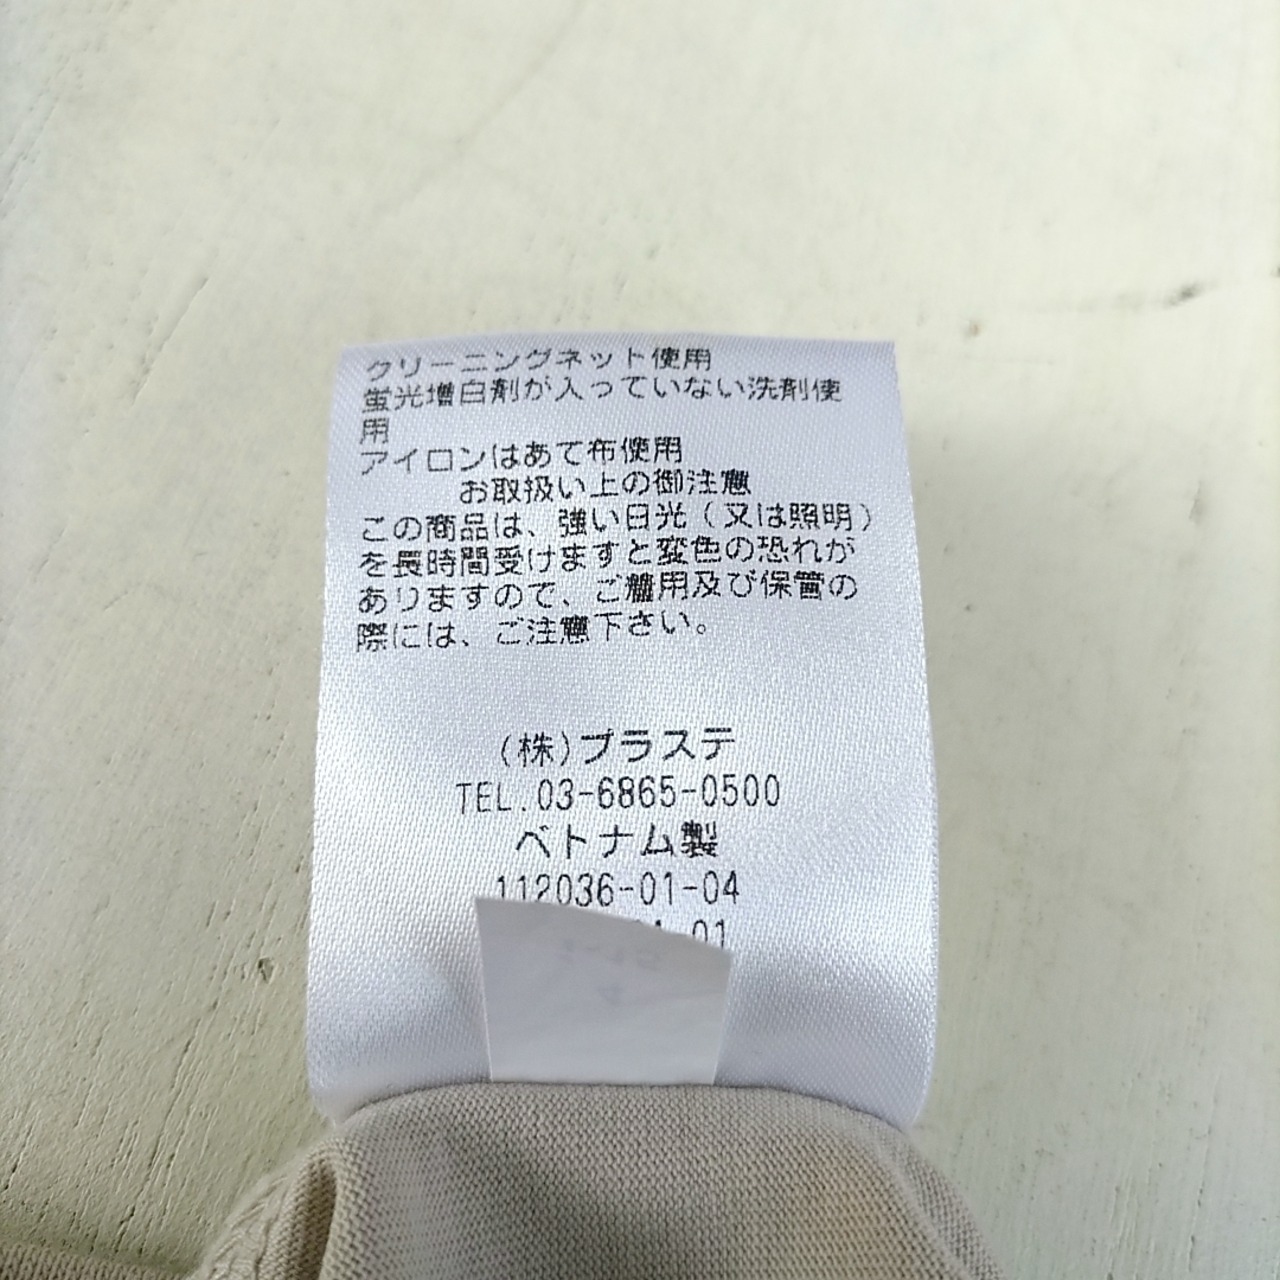 クリーニングネット使用
蛍光増白剤が入っていない洗剤使
用
アイロンはあて布使用
お取扱い上の御注意
この商品は、強い日光(又は照明)
を長時間受けますと変色の恐れが
ありますので、ご着用及び保管の
際には、ご注意下さい。
(株)プラステ
TEL.03-6865-0500
ベトナム製
112036-01-04
01